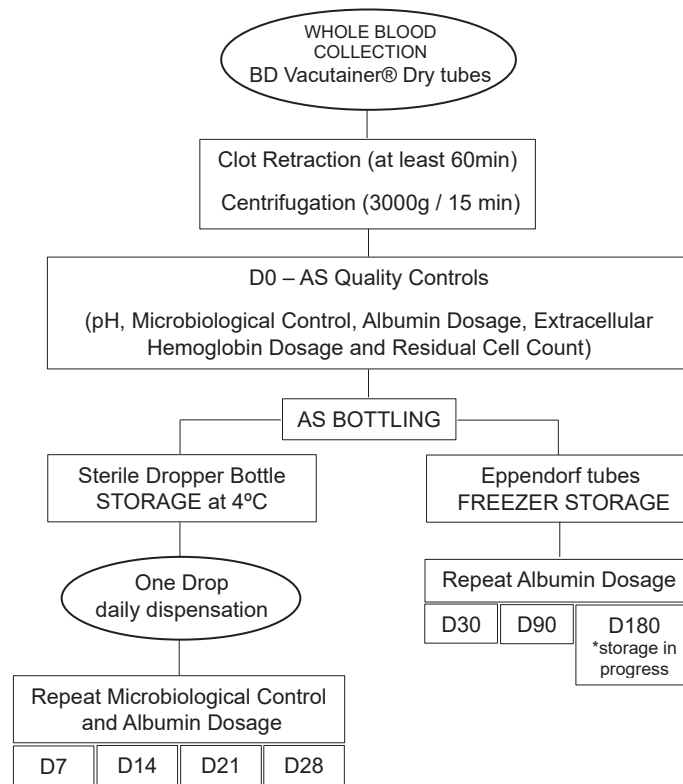 WHOLE BLOOD
COLLECTION
BD Vacutainer® Dry tubes
Clot Retraction (at least 60min)
Centrifugation (3000g / 15 min)
D0 – AS Quality Controls
(pH, Microbiological Control, Albumin Dosage, Extracellular
Hemoglobin Dosage and Residual Cell Count)
AS BOTTLING
Sterile Dropper Bottle
STORAGE at 4ºC
Eppendorf tubes
FREEZER STORAGE
One Drop
daily dispensation
Repeat Albumin Dosage
D30
D90
D180
*storage in
progress
Repeat Microbiological Control
and Albumin Dosage
D7
D14
D21
D28